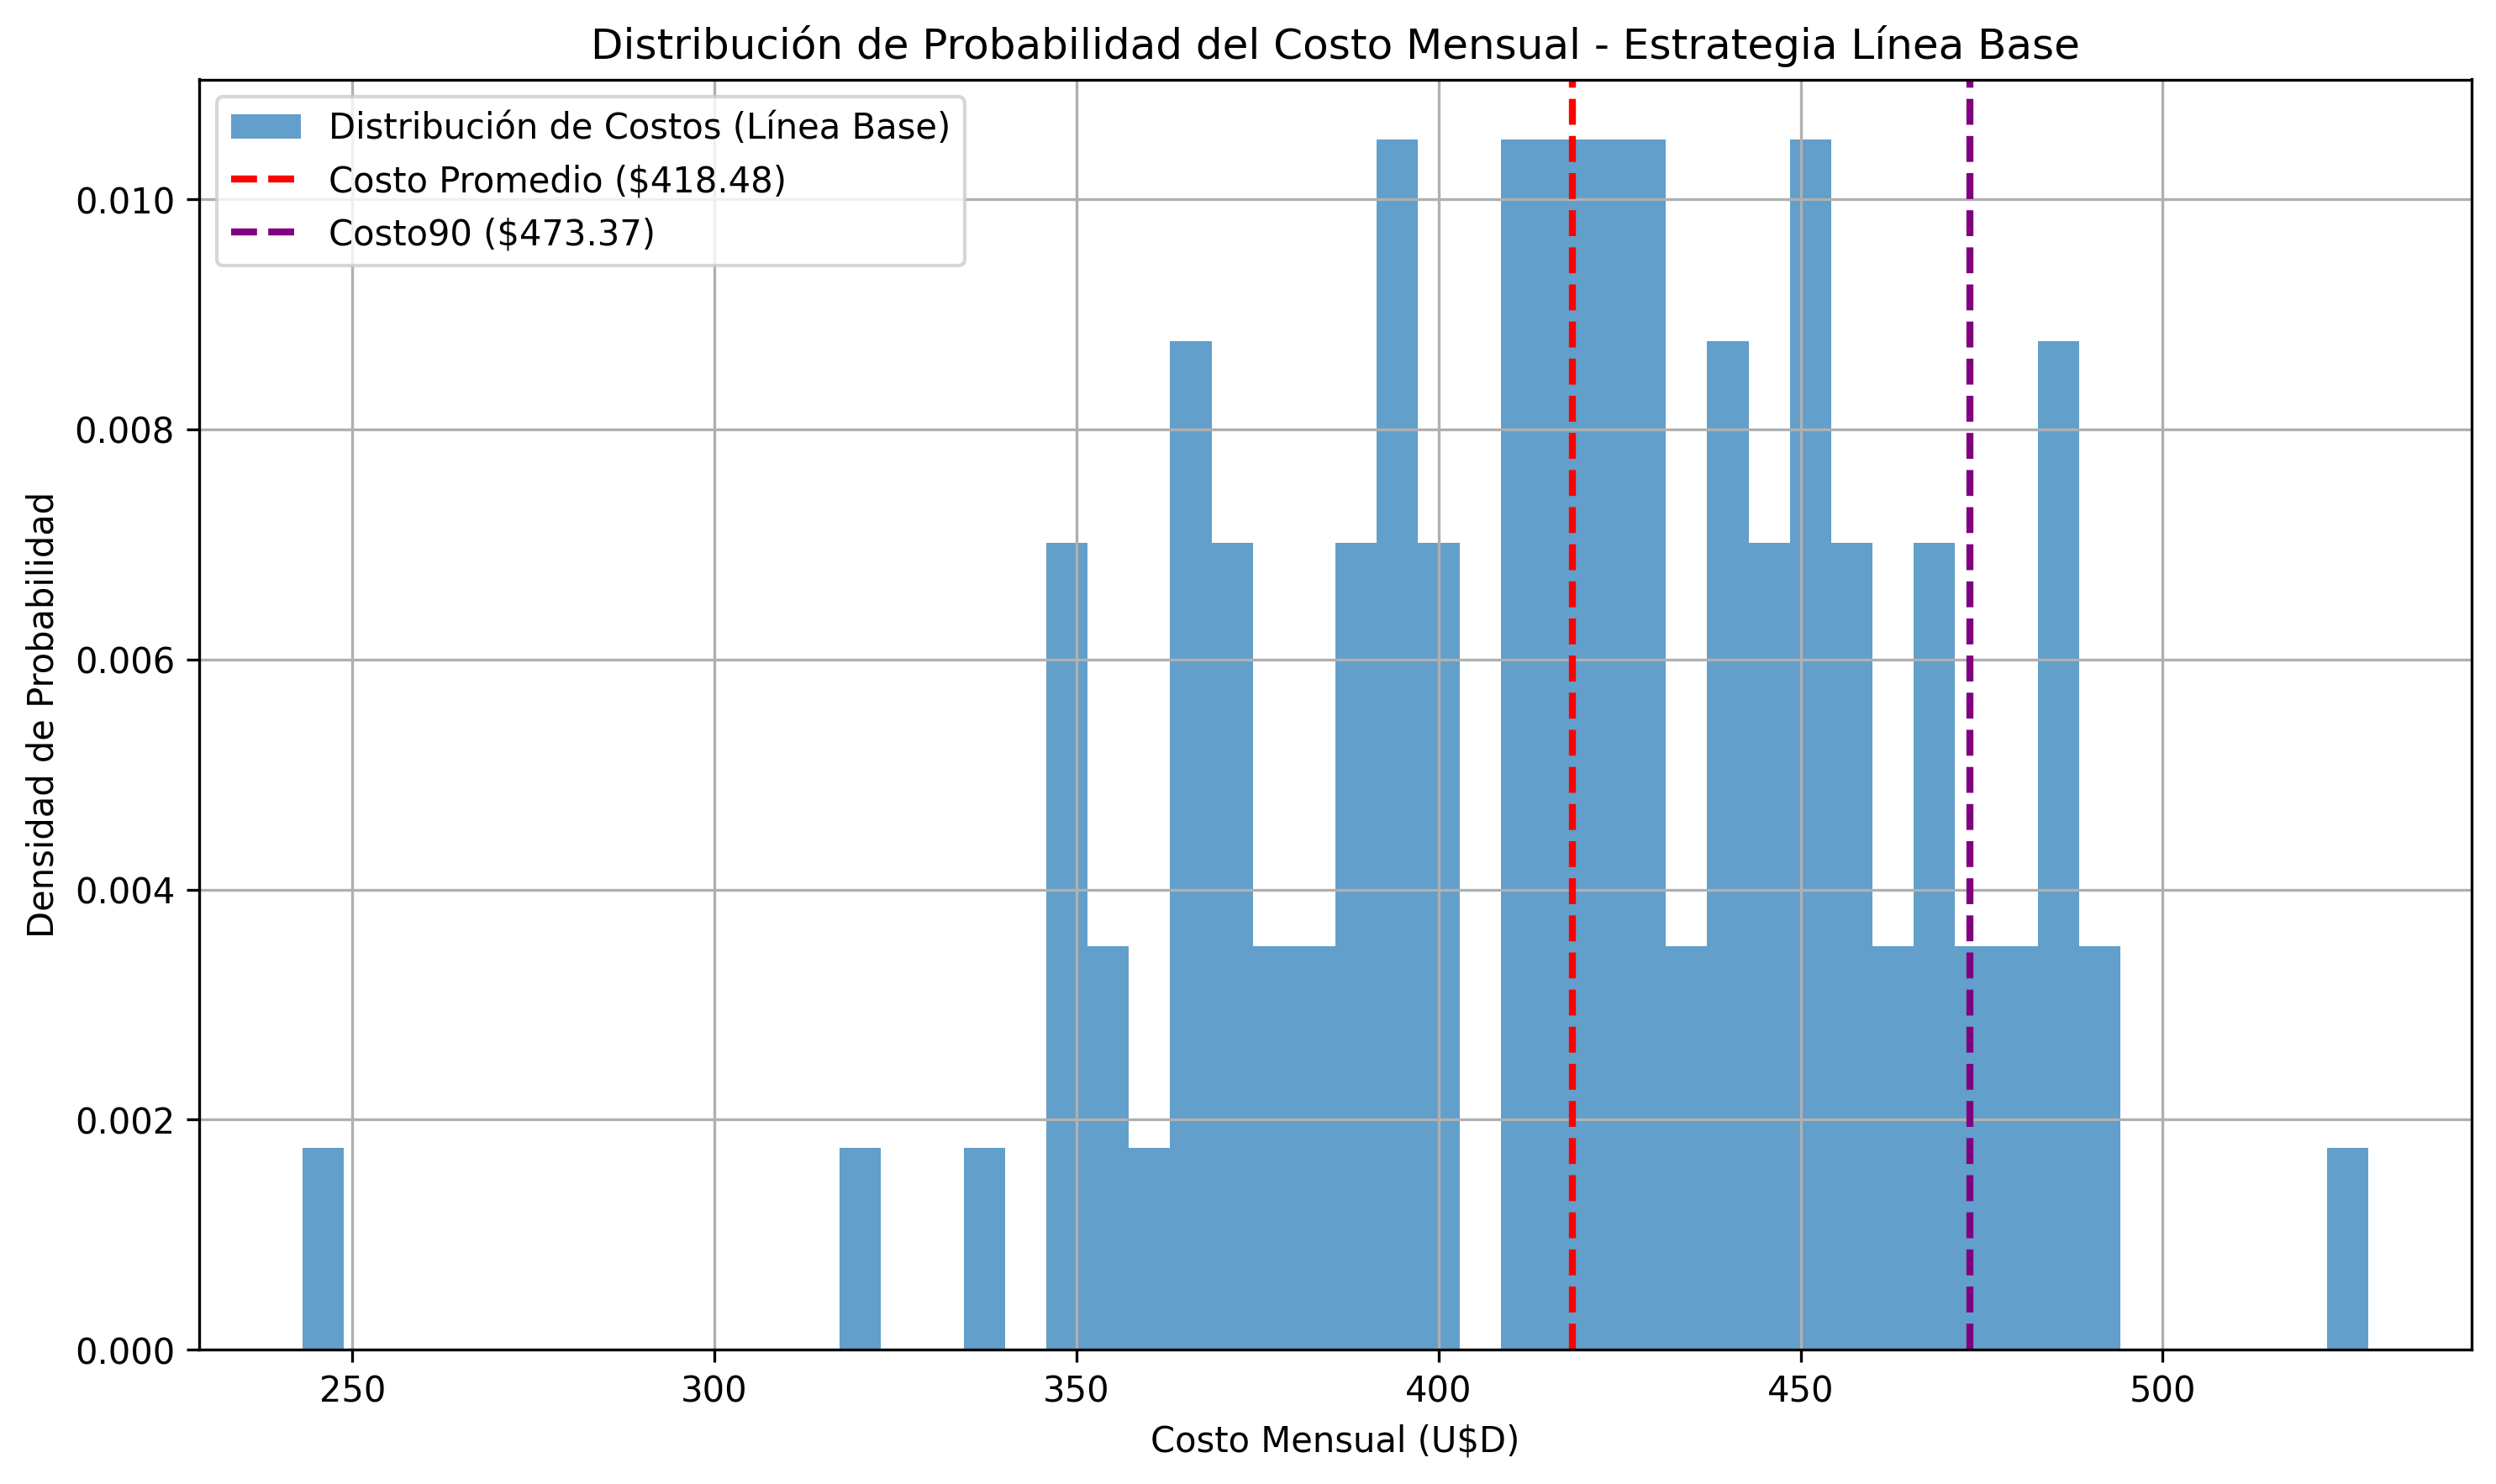 Distribución de Probabilidad del Costo Mensual - Estrategia Línea Base
Distribución de Costos (Línea Base)
Costo Promedio ($418.48)
Costo90 ($473.37)
Densidad de Probabilidad
0.010
0.008
0.006
0.004
0.002
0.000
250 300 350 400 450 500
Costo Mensual (U$D)